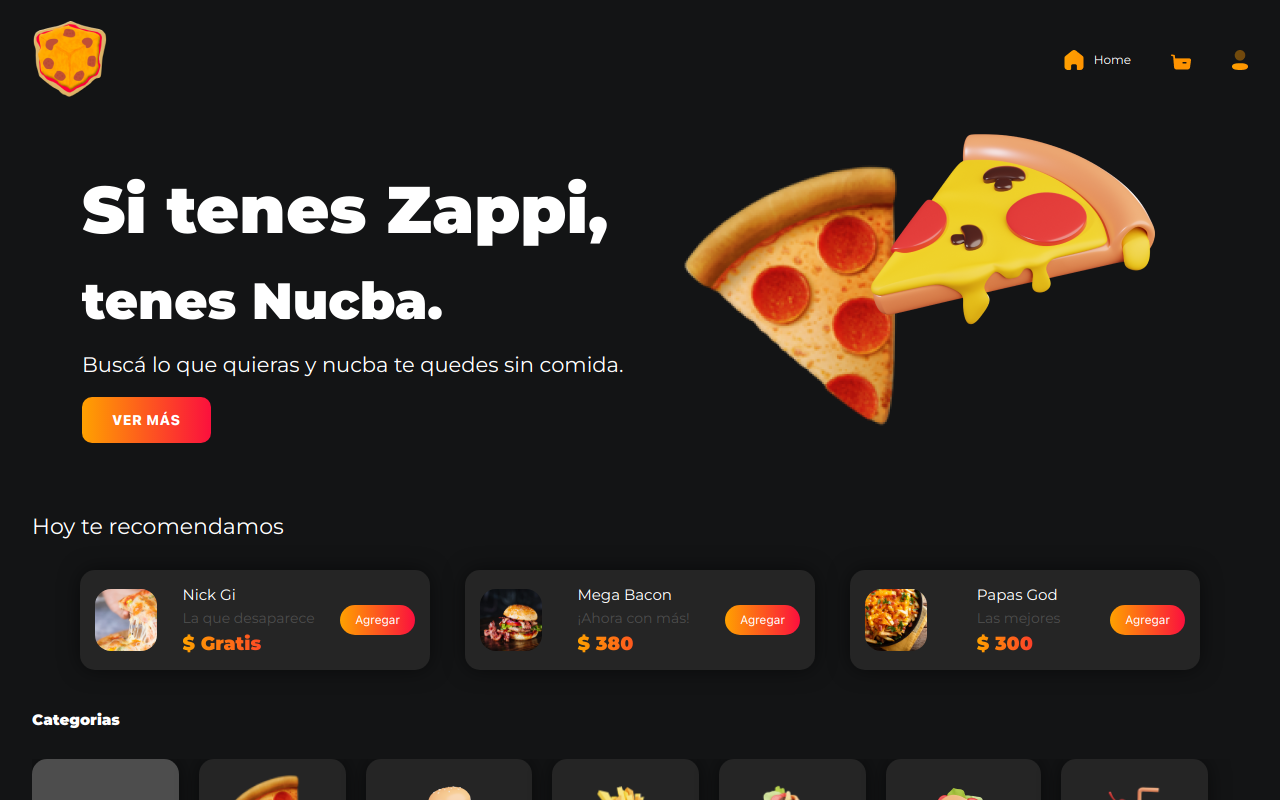 Home
Si tenes Zappi,
tenes Nucba.
Buscá lo que quieras y nucba te quedes sin comida.
VER MÁS
Hoy te recomendamos
Nick Gi
La que desaparece
$ Gratis
Agregar
Mega Bacon
¡Ahora con más!
$ 380
Agregar
Papas God
Las mejores
$ 300
Agregar
Categorias